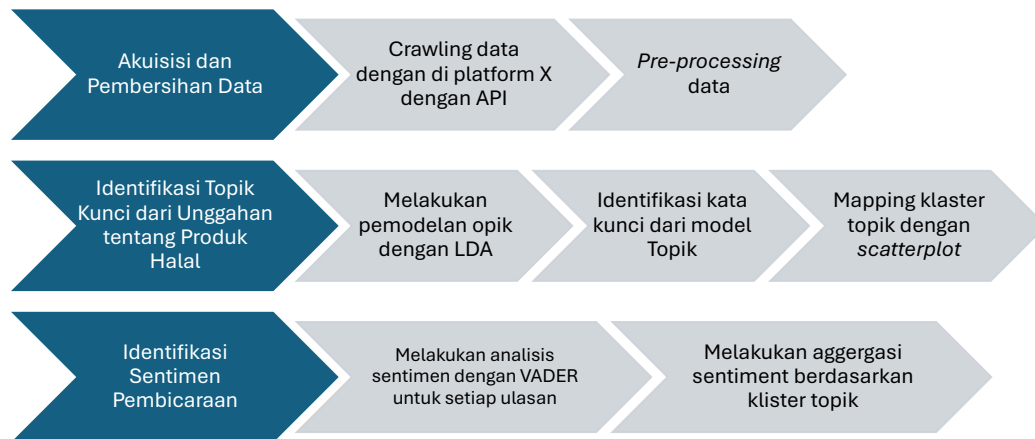 Akuisisi dan
Pembersihan Data
Crawling data
dengan di platform X
dengan API
Pre-processing
data
Identifikasi Topik
Kunci dari Unggahan
tentang Produk
Halal
Melakukan
pemodelan opik
dengan LDA
Identifikasi kata
kunci dari model
Topik
Mapping klaster
topik dengan
scatterplot
Identifikasi
Sentimen
Pembicaraan
Melakukan analisis
sentimen dengan VADER
untuk setiap ulasan
Melakukan aggergasi
sentiment berdasarkan
klister topik